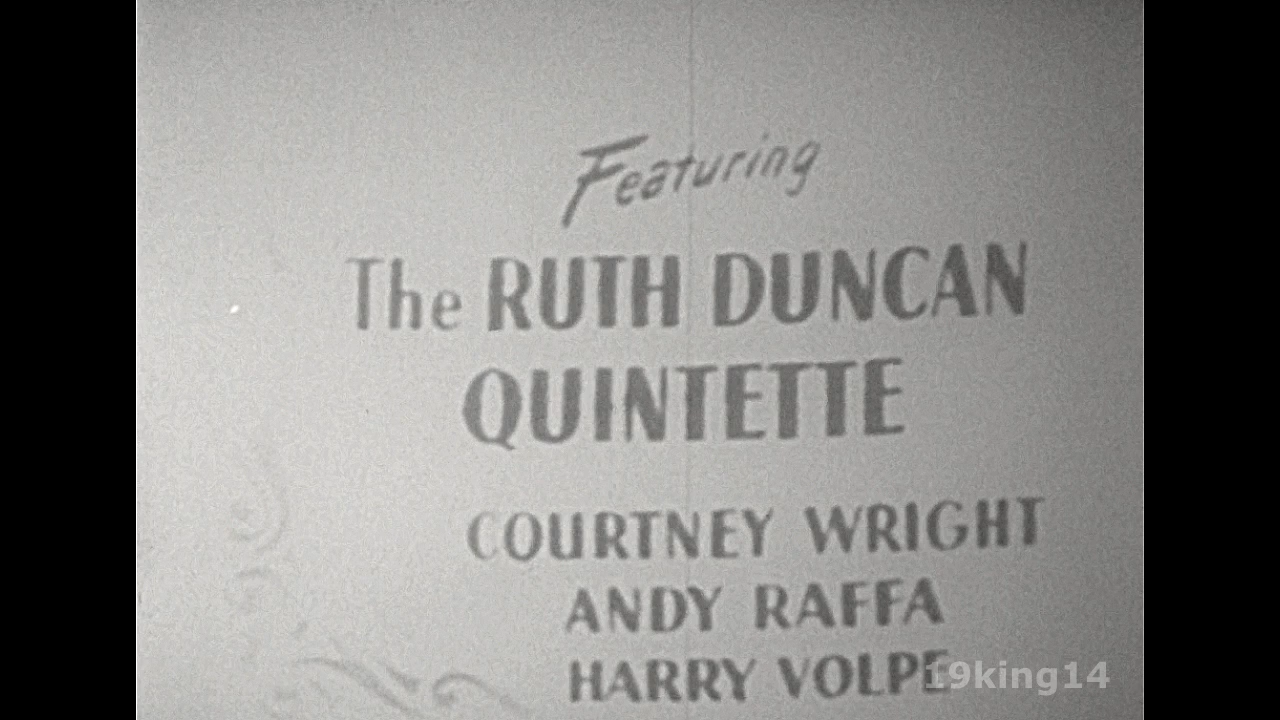 Featuring
The RUTH DUNCAN
QUINTETTE
COURTNEY WRIGHT
ANDY RAFFA
HARRY VOLPE
19king14